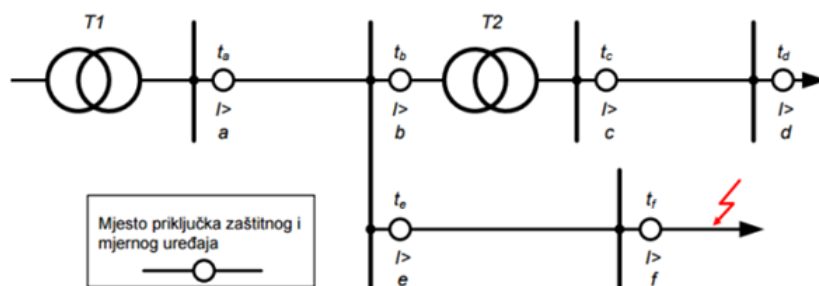 T1
T2
ta
tb
tc
td
I>
I>
I>
I>
a
b
c
d
te
tf
I>
I>
e
f
Mjesto priključka zaštitnog i
mjernog uređaja